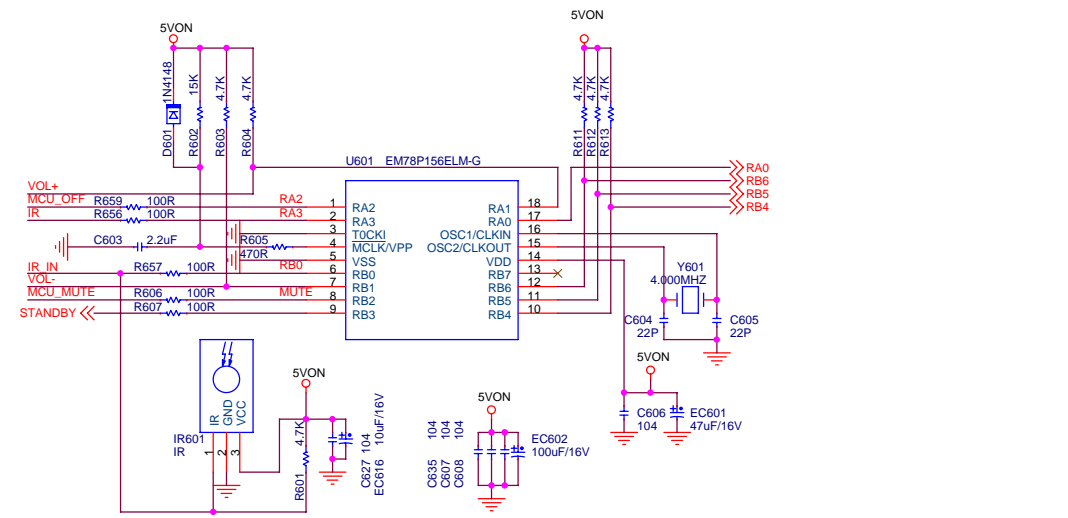 5VON
5VON
1N4148
15K
4.7K
4.7K
4.7K
4.7K
4.7K
D601
R602
R603
R604
R611
R612
R613
U601 EM78P156ELM-G
RA0
RB6
RB5
RB4
VOL+
MCU_OFF R659 100R RA2
IR R656 100R RA3
C603 2.2uF R605
470R
IR_IN R657 100R RB0
VOL-
MCU_MUTE R606 100R MUTE
STANDBY R607 100R
1 RA2 RA1 18
2 RA3 RA0 17
3 T0CKI OSC1/CLKIN 16
4 MCLK/VPP OSC2/CLKOUT 15
5 VSS VDD 14
6 RB0 RB7 13
7 RB1 RB6 12
8 RB2 RB5 11
9 RB3 RB4 10
Y601
4.000MHZ
C604
22P
C605
22P
5VON
C606
104
EC601
47uF/16V
IR
GND
VCC
IR601
IR
1
2
3
5VON
4.7K
R601
C627 104
EC616 10uF/16V
5VON
C635 104
C607 104
C608 104
EC602
100uF/16V